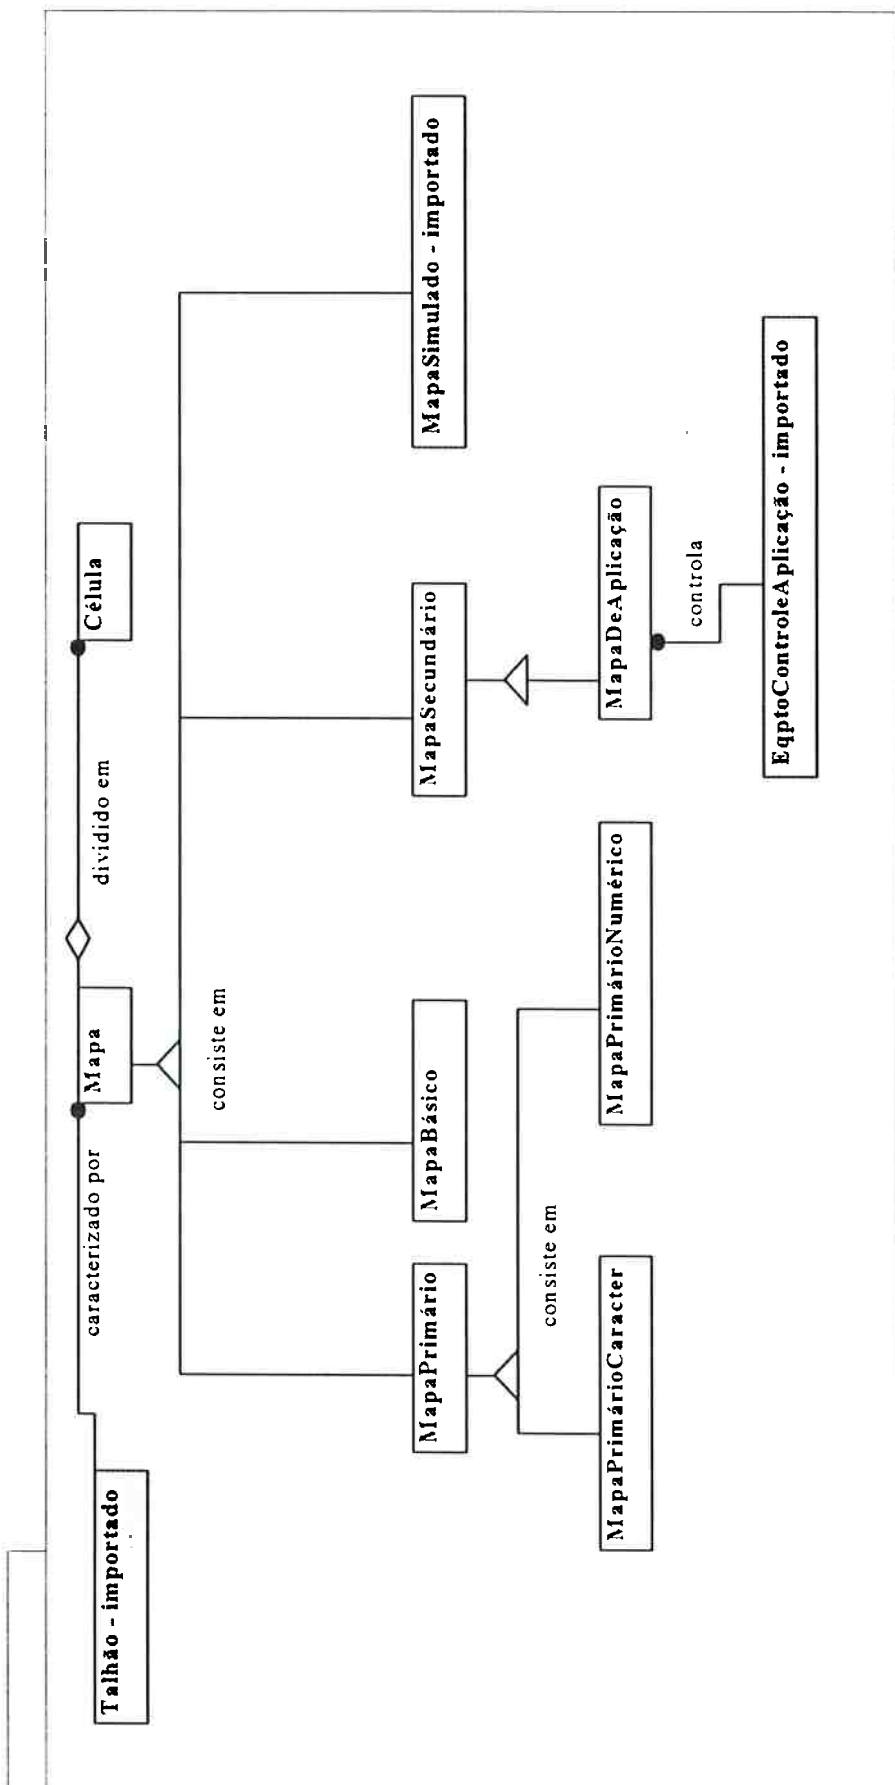 Talhão - importado
caracterizado por
Mapa
dividido em
Célula
consiste em
MapaPrimário
MapaBásico
MapaSecundário
MapaSimulado - importado
consiste em
MapaPrimárioCaracter
MapaPrimárioNumérico
MapaDeAplicação
controla
EqptoControleAplicação - importado